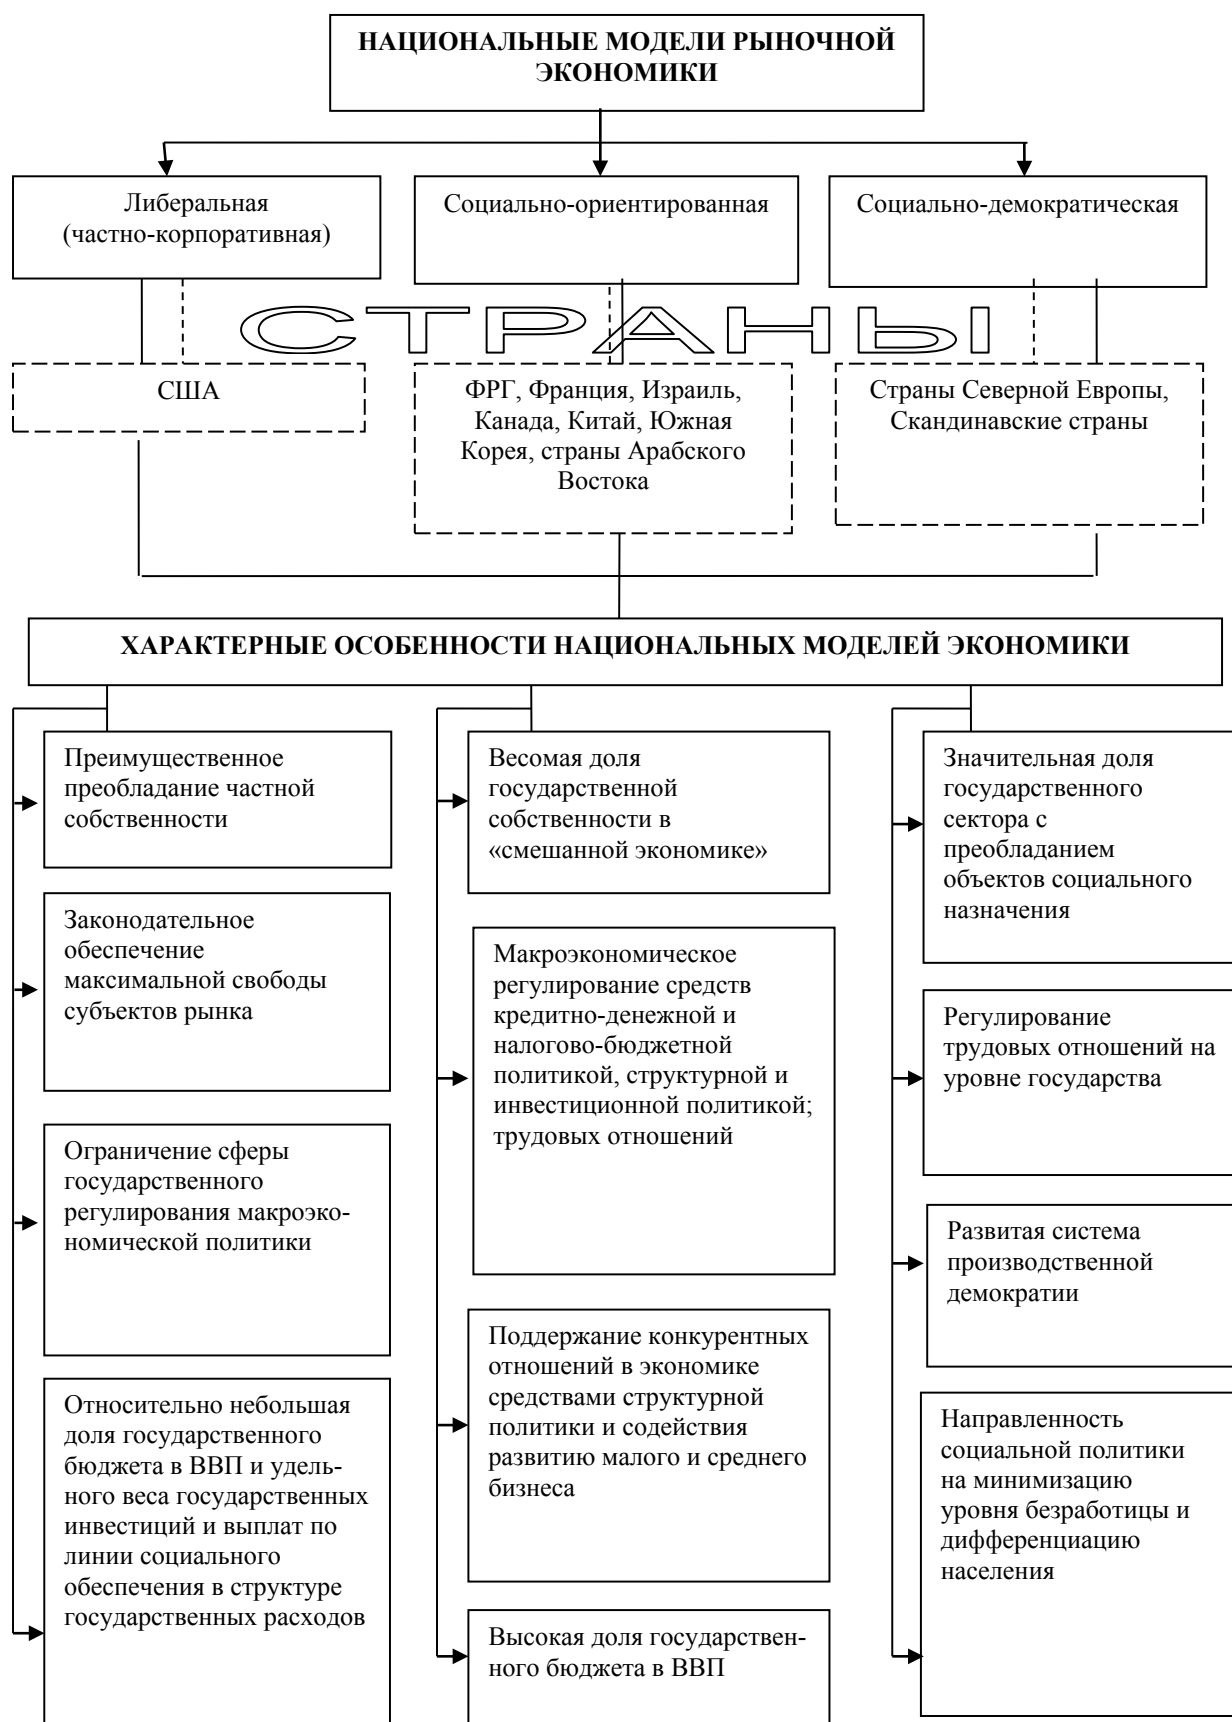 НАЦИОНАЛЬНЫЕ МОДЕЛИ РЫНОЧНОЙ
ЭКОНОМИКИ
Либеральная
(частно-корпоративная)
Социально-ориентированная
Социально-демократическая
СТРАНЫ
США
ФРГ, Франция, Израиль,
Канада, Китай, Южная
Корея, страны Арабского
Востока
Страны Северной Европы,
Скандинавские страны
ХАРАКТЕРНЫЕ ОСОБЕННОСТИ НАЦИОНАЛЬНЫХ МОДЕЛЕЙ ЭКОНОМИКИ
Преимущественное
преобладание частной
собственности
Законодательное
обеспечение
максимальной свободы
субъектов рынка
Ограничение сферы
государственного
регулирования макроэко-
номической политики
Относительно небольшая
доля государственного
бюджета в ВВП и удель-
ного веса государственных
инвестиций и выплат по
линии социального
обеспечения в структуре
государственных расходов
Весомая доля
государственной
собственности в
«смешанной экономике»
Макроэкономическое
регулирование средств
кредитно-денежной и
налогово-бюджетной
политикой, структурной и
инвестиционной политикой;
трудовых отношений
Поддержание конкурентных
отношений в экономике
средствами структурной
политики и содействия
развитию малого и среднего
бизнеса
Высокая доля государствен-
ного бюджета в ВВП
Значительная доля
государственного
сектора с
преобладанием
объектов социального
назначения
Регулирование
трудовых отношений на
уровне государства
Развитая система
производственной
демократии
Направленность
социальной политики
на минимизацию
уровня безработицы и
дифференциацию
населения